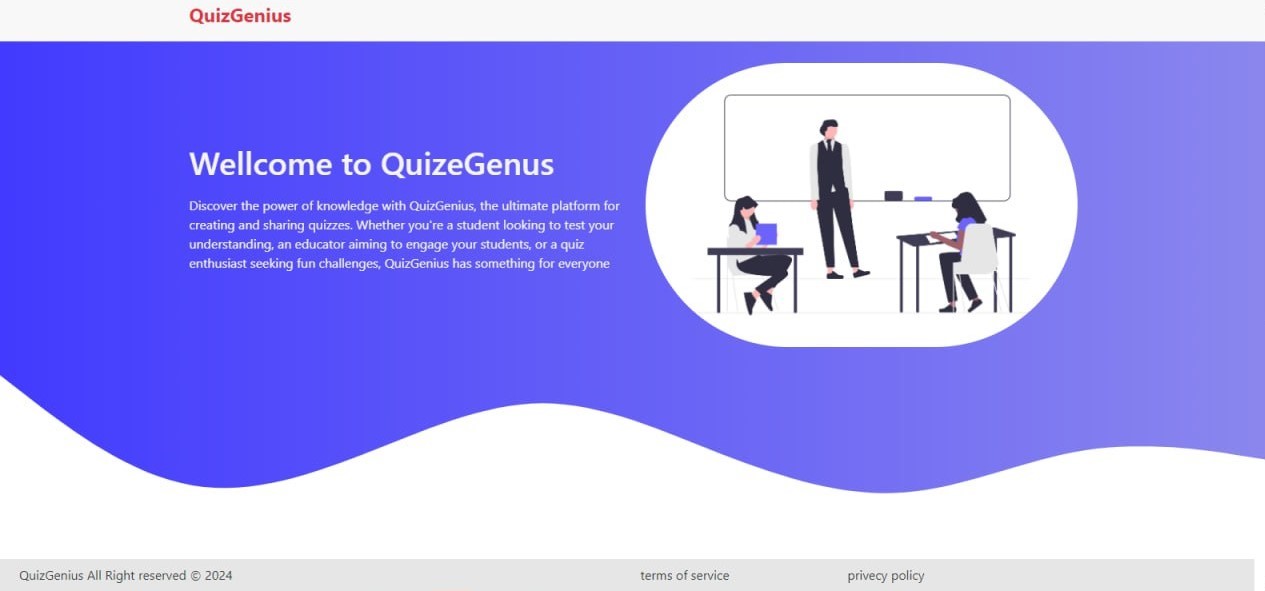 QuizGenius
Wellcome to QuizeGenus
Discover the power of knowledge with QuizGenius, the ultimate platform for
creating and sharing quizzes. Whether you're a student looking to test your
understanding, an educator aiming to engage your students, or a quiz
enthusiast seeking fun challenges, QuizGenius has something for everyone
QuizGenius All Right reserved © 2024
terms of service
privecy policy